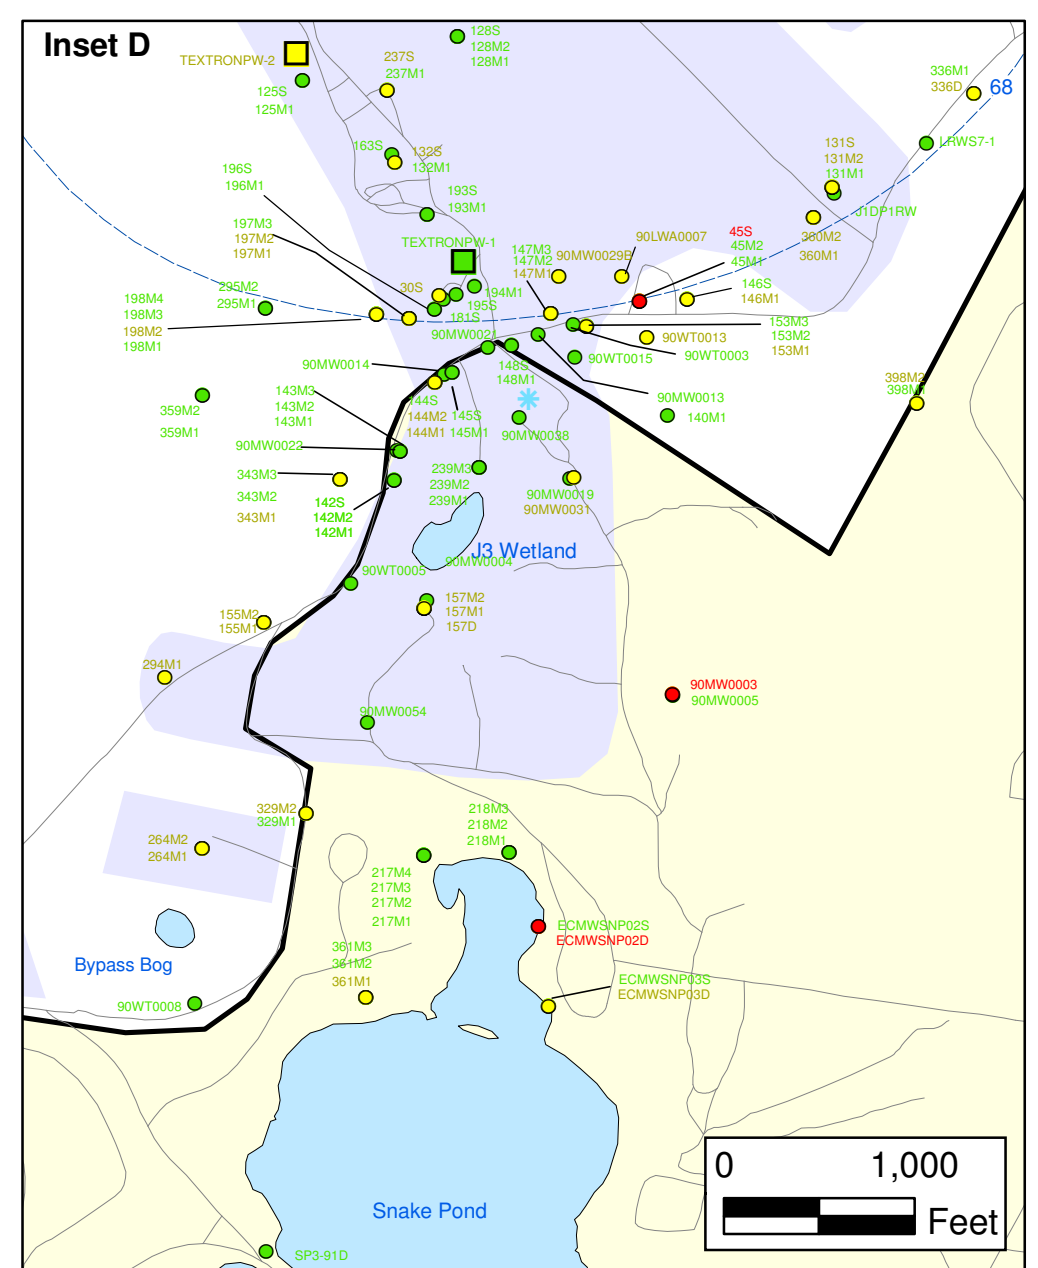 Inset D
TEXTRONPW-2
128S
128M2
128M1
237S
237M1
125S
125M1
336M1
336D
68
LRWS7-1
163S
132S
132M1
131S
131M2
131M1
J1DP1RW
196S
196M1
193S
193M1
197M3
197M2
197M1
TEXTRONPW-1
147M3
147M2
147M1
90MW0029B
90LWA0007
45S
45M2
45M1
360M2
360M1
146S
146M1
295M2
295M1
30S
194M1
195S
181S
198M4
198M3
198M2
198M1
90MW0021
153M3
153M2
153M1
90WT0013
90WT0003
90WT0015
90MW0014
148S
148M1
90MW0013
140M1
398M2
398M1
143M3
143M2
143M1
144S
144M2
144M1
145S
145M1
359M2
359M1
90MW0038
90MW0022
343M3
343M2
343M1
142S
142M2
142M1
239M3
239M2
239M1
90MW0019
90MW0031
J3 Wetland
90MW0004
90WT0005
157M2
157M1
157D
155M2
155M1
294M1
90MW0003
90MW0005
90MW0054
329M2
329M1
264M2
264M1
218M3
218M2
218M1
217M4
217M3
217M2
217M1
ECMWSNP02S
ECMWSNP02D
361M3
361M2
361M1
Bypass Bog
ECMWSNP03S
ECMWSNP03D
90WT0008
Snake Pond
SP3-91D
0 1,000
Feet